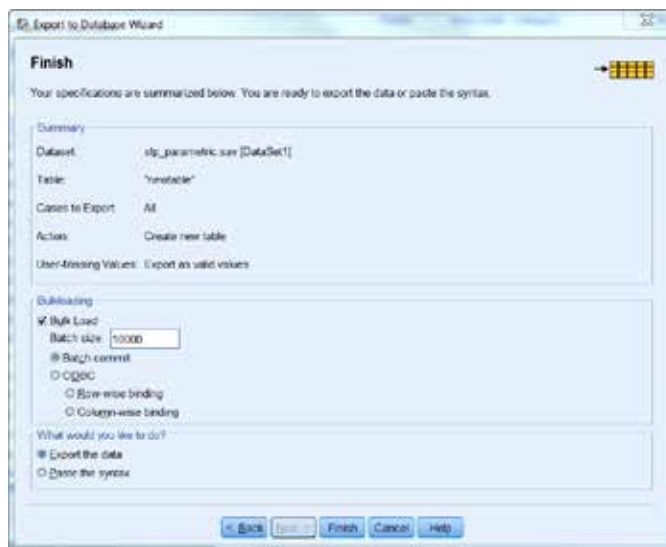 Export to Database Wizard
Finish
Your specifications are summarized below. You are ready to export the data or paste the syntax.
Summary
Dataset: stp_parametric.sav [DataSet1]
Table: "newtable"
Cases to Export: All
Action: Create new table
User-Missing Values: Export as valid values
Bulkloading
Bulk Load
Batch size: 10000
Batch commit
ODBC
Row-wise binding
Column-wise binding
What would you like to do?
Export the data
Paste the syntax
< Back Next > Finish Cancel Help